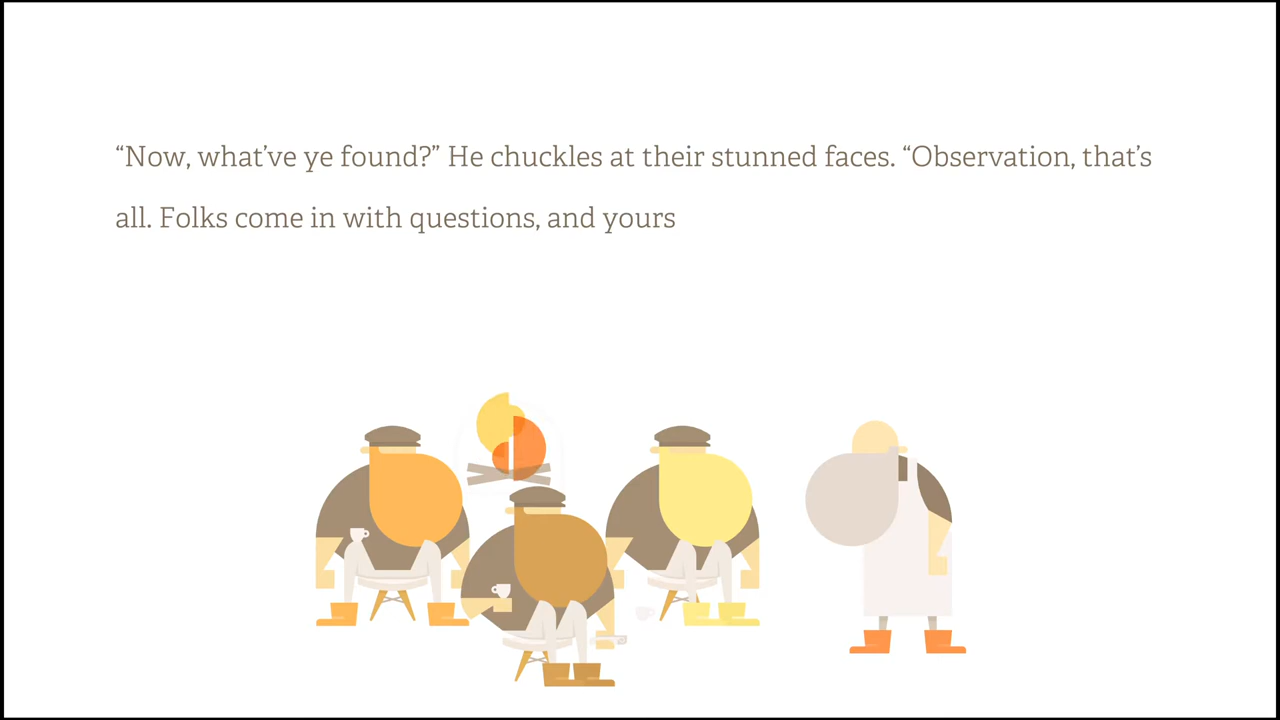 “Now, what’ve ye found?” He chuckles at their stunned faces. “Observation, that’s
all. Folks come in with questions, and yours